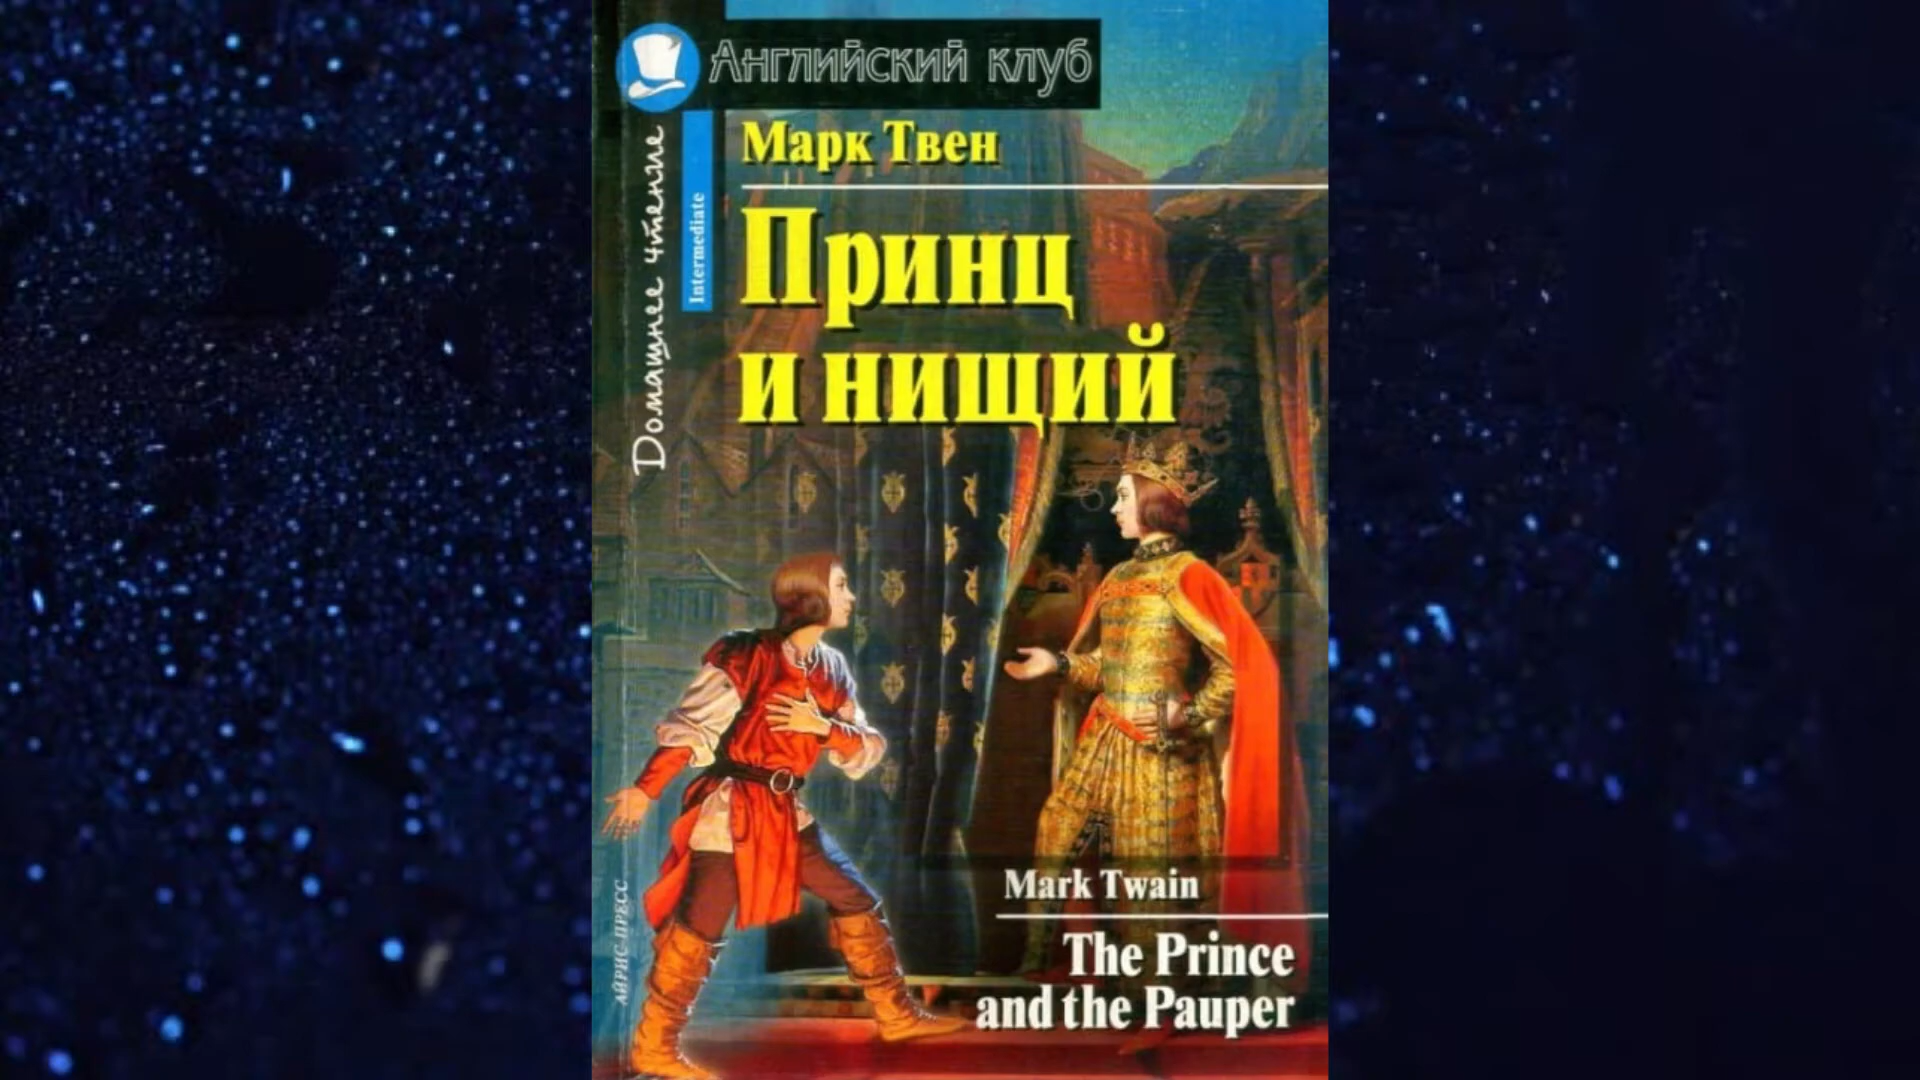 Английский клуб
Домашнее чтение
Intermediate
Марк Твен
Принц
и нищий
Mark Twain
The Prince
and the Pauper
АЙРИС ПРЕСС